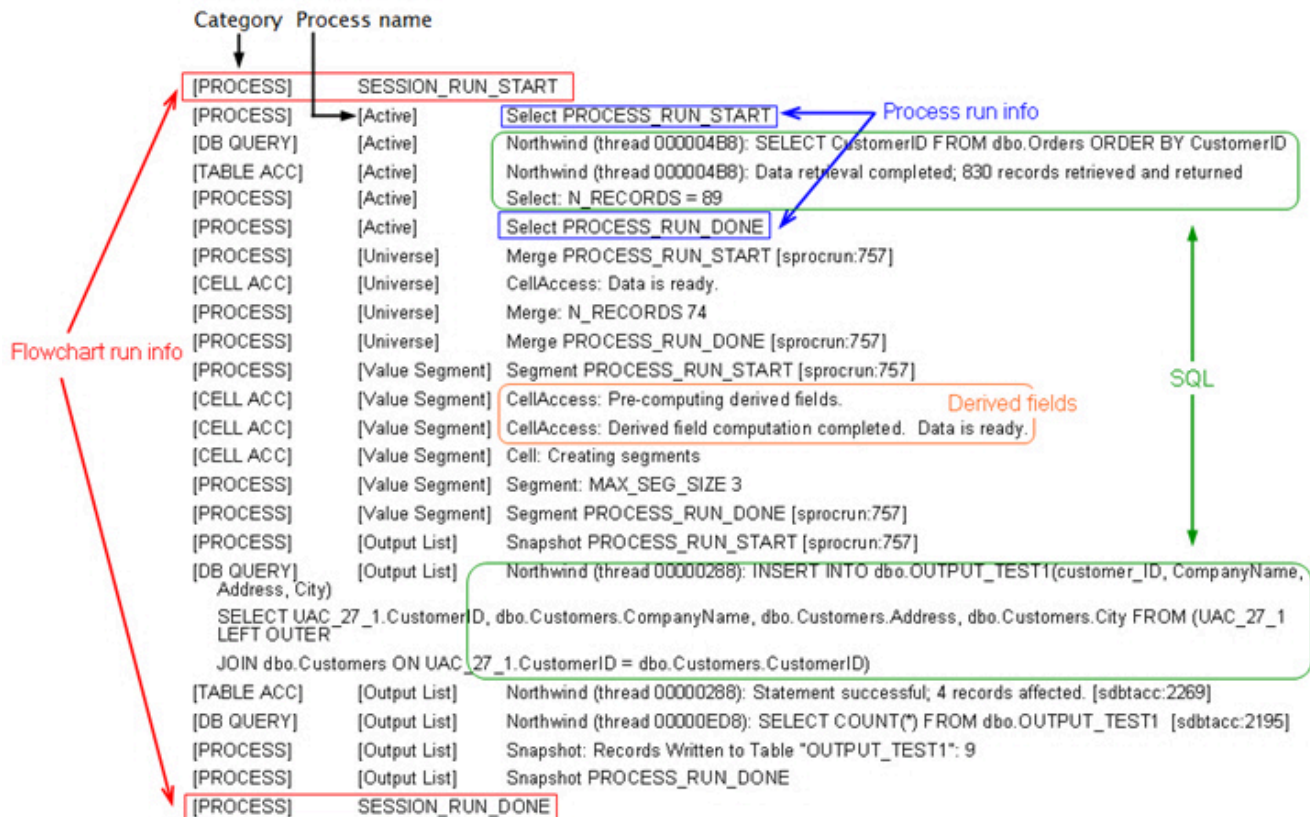 Category Process name
[PROCESS] SESSION_RUN_START
[PROCESS] [Active] Select PROCESS_RUN_START Process run info
[DB QUERY] [Active] Northwind (thread 000004B8): SELECT CustomerID FROM dbo.Orders ORDER BY CustomerID
[TABLE ACC] [Active] Northwind (thread 000004B8): Data retrieval completed; 830 records retrieved and returned
[PROCESS] [Active] Select: N_RECORDS = 89
[PROCESS] [Active] Select PROCESS_RUN_DONE
[PROCESS] [Universe] Merge PROCESS_RUN_START [sprocrun:757]
[CELL ACC] [Universe] CellAccess: Data is ready.
[PROCESS] [Universe] Merge: N_RECORDS 74
[PROCESS] [Universe] Merge PROCESS_RUN_DONE [sprocrun:757]
Flowchart run info
[PROCESS] [Value Segment] Segment PROCESS_RUN_START [sprocrun:757]
SQL
[CELL ACC] [Value Segment] CellAccess: Pre-computing derived fields. Derived fields
[CELL ACC] [Value Segment] CellAccess: Derived field computation completed. Data is ready.
[CELL ACC] [Value Segment] Cell: Creating segments
[PROCESS] [Value Segment] Segment: MAX_SEG_SIZE 3
[PROCESS] [Value Segment] Segment PROCESS_RUN_DONE [sprocrun:757]
[PROCESS] [Output List] Snapshot PROCESS_RUN_START [sprocrun:757]
[DB QUERY] [Output List] Northwind (thread 00000288): INSERT INTO dbo.OUTPUT_TEST1(customer_ID, CompanyName,
Address, City)
SELECT UAC_27_1.CustomerID, dbo.Customers.CompanyName, dbo.Customers.Address, dbo.Customers.City FROM (UAC_27_1
LEFT OUTER
JOIN dbo.Customers ON UAC_27_1.CustomerID = dbo.Customers.CustomerID)
[TABLE ACC] [Output List] Northwind (thread 00000288): Statement successful; 4 records affected. [sdbtacc:2269]
[DB QUERY] [Output List] Northwind (thread 00000ED8): SELECT COUNT(*) FROM dbo.OUTPUT_TEST1 [sdbtacc:2195]
[PROCESS] [Output List] Snapshot: Records Written to Table "OUTPUT_TEST1": 9
[PROCESS] [Output List] Snapshot PROCESS_RUN_DONE
[PROCESS] SESSION_RUN_DONE